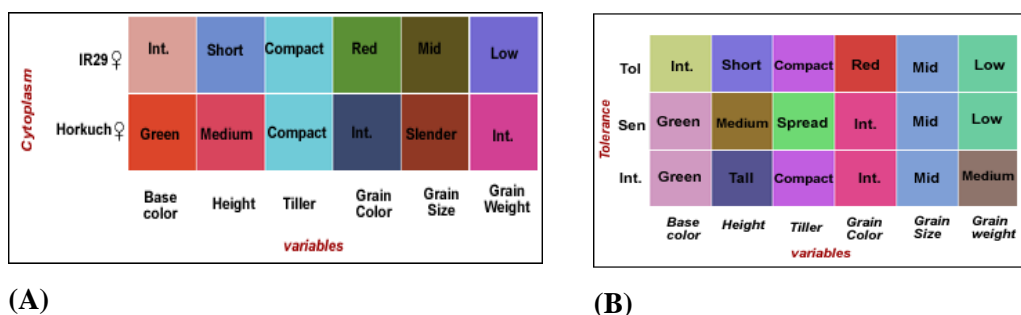 Cytoplasm
IR29 ♀ Int. Short Compact Red Mid Low
Horkuch ♀ Green Medium Compact Int. Slender Int.
Base color Height Tiller Grain Color Grain Size Grain Weight
variables
(A)
Tolerance
Tol Int. Short Compact Red Mid Low
Sen Green Medium Spread Int. Mid Low
Int. Green Tall Compact Int. Mid Medium
Base color Height Tiller Grain Color Grain Size Grain weight
variables
(B)